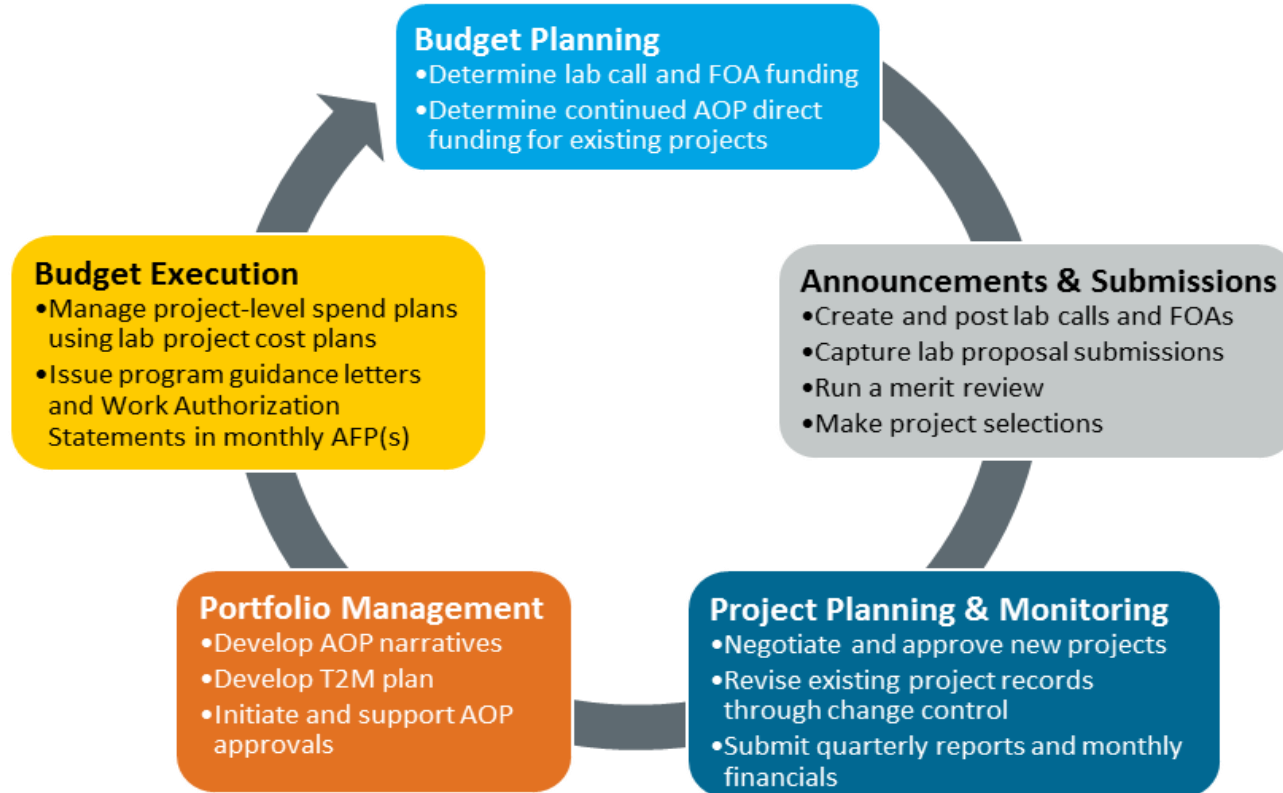 Budget Planning
•Determine lab call and FOA funding
•Determine continued AOP direct
funding for existing projects
Announcements & Submissions
•Create and post lab calls and FOAs
•Capture lab proposal submissions
•Run a merit review
•Make project selections
Project Planning & Monitoring
•Negotiate and approve new projects
•Revise existing project records
through change control
•Submit quarterly reports and monthly
financials
Portfolio Management
•Develop AOP narratives
•Develop T2M plan
•Initiate and support AOP
approvals
Budget Execution
•Manage project-level spend plans
using lab project cost plans
•Issue program guidance letters
and Work Authorization
Statements in monthly AFP(s)